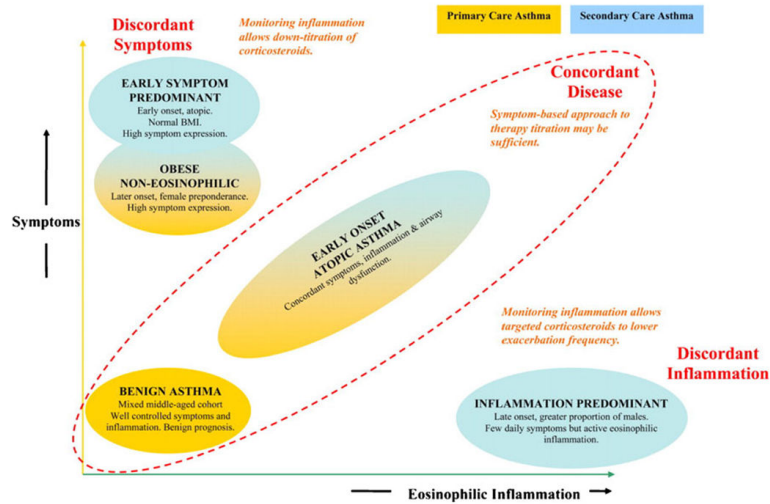 Primary Care Asthma
Secondary Care Asthma
Discordant
Symptoms
Monitoring inflammation
allows down-titration of
corticosteroids.
EARLY SYMPTOM
PREDOMINANT
Early onset, atopic.
Normal BMI.
High symptom expression.
OBESE
NON-EOSINOPHILIC
Later onset, female preponderance.
High symptom expression.
Concordant
Disease
Symptom-based approach to
therapy titration may be
sufficient.
Symptoms
EARLY ONSET
ATOPIC ASTHMA
Concordant symptoms, inflammation & airway
dysfunction.
Monitoring inflammation allows
targeted corticosteroids to lower
exacerbation frequency.
Discordant
Inflammation
BENIGN ASTHMA
Mixed middle-aged cohort
Well controlled symptoms and
inflammation. Benign prognosis.
INFLAMMATION PREDOMINANT
Late onset, greater proportion of males.
Few daily symptoms but active eosinophilic
inflammation.
Eosinophilic Inflammation